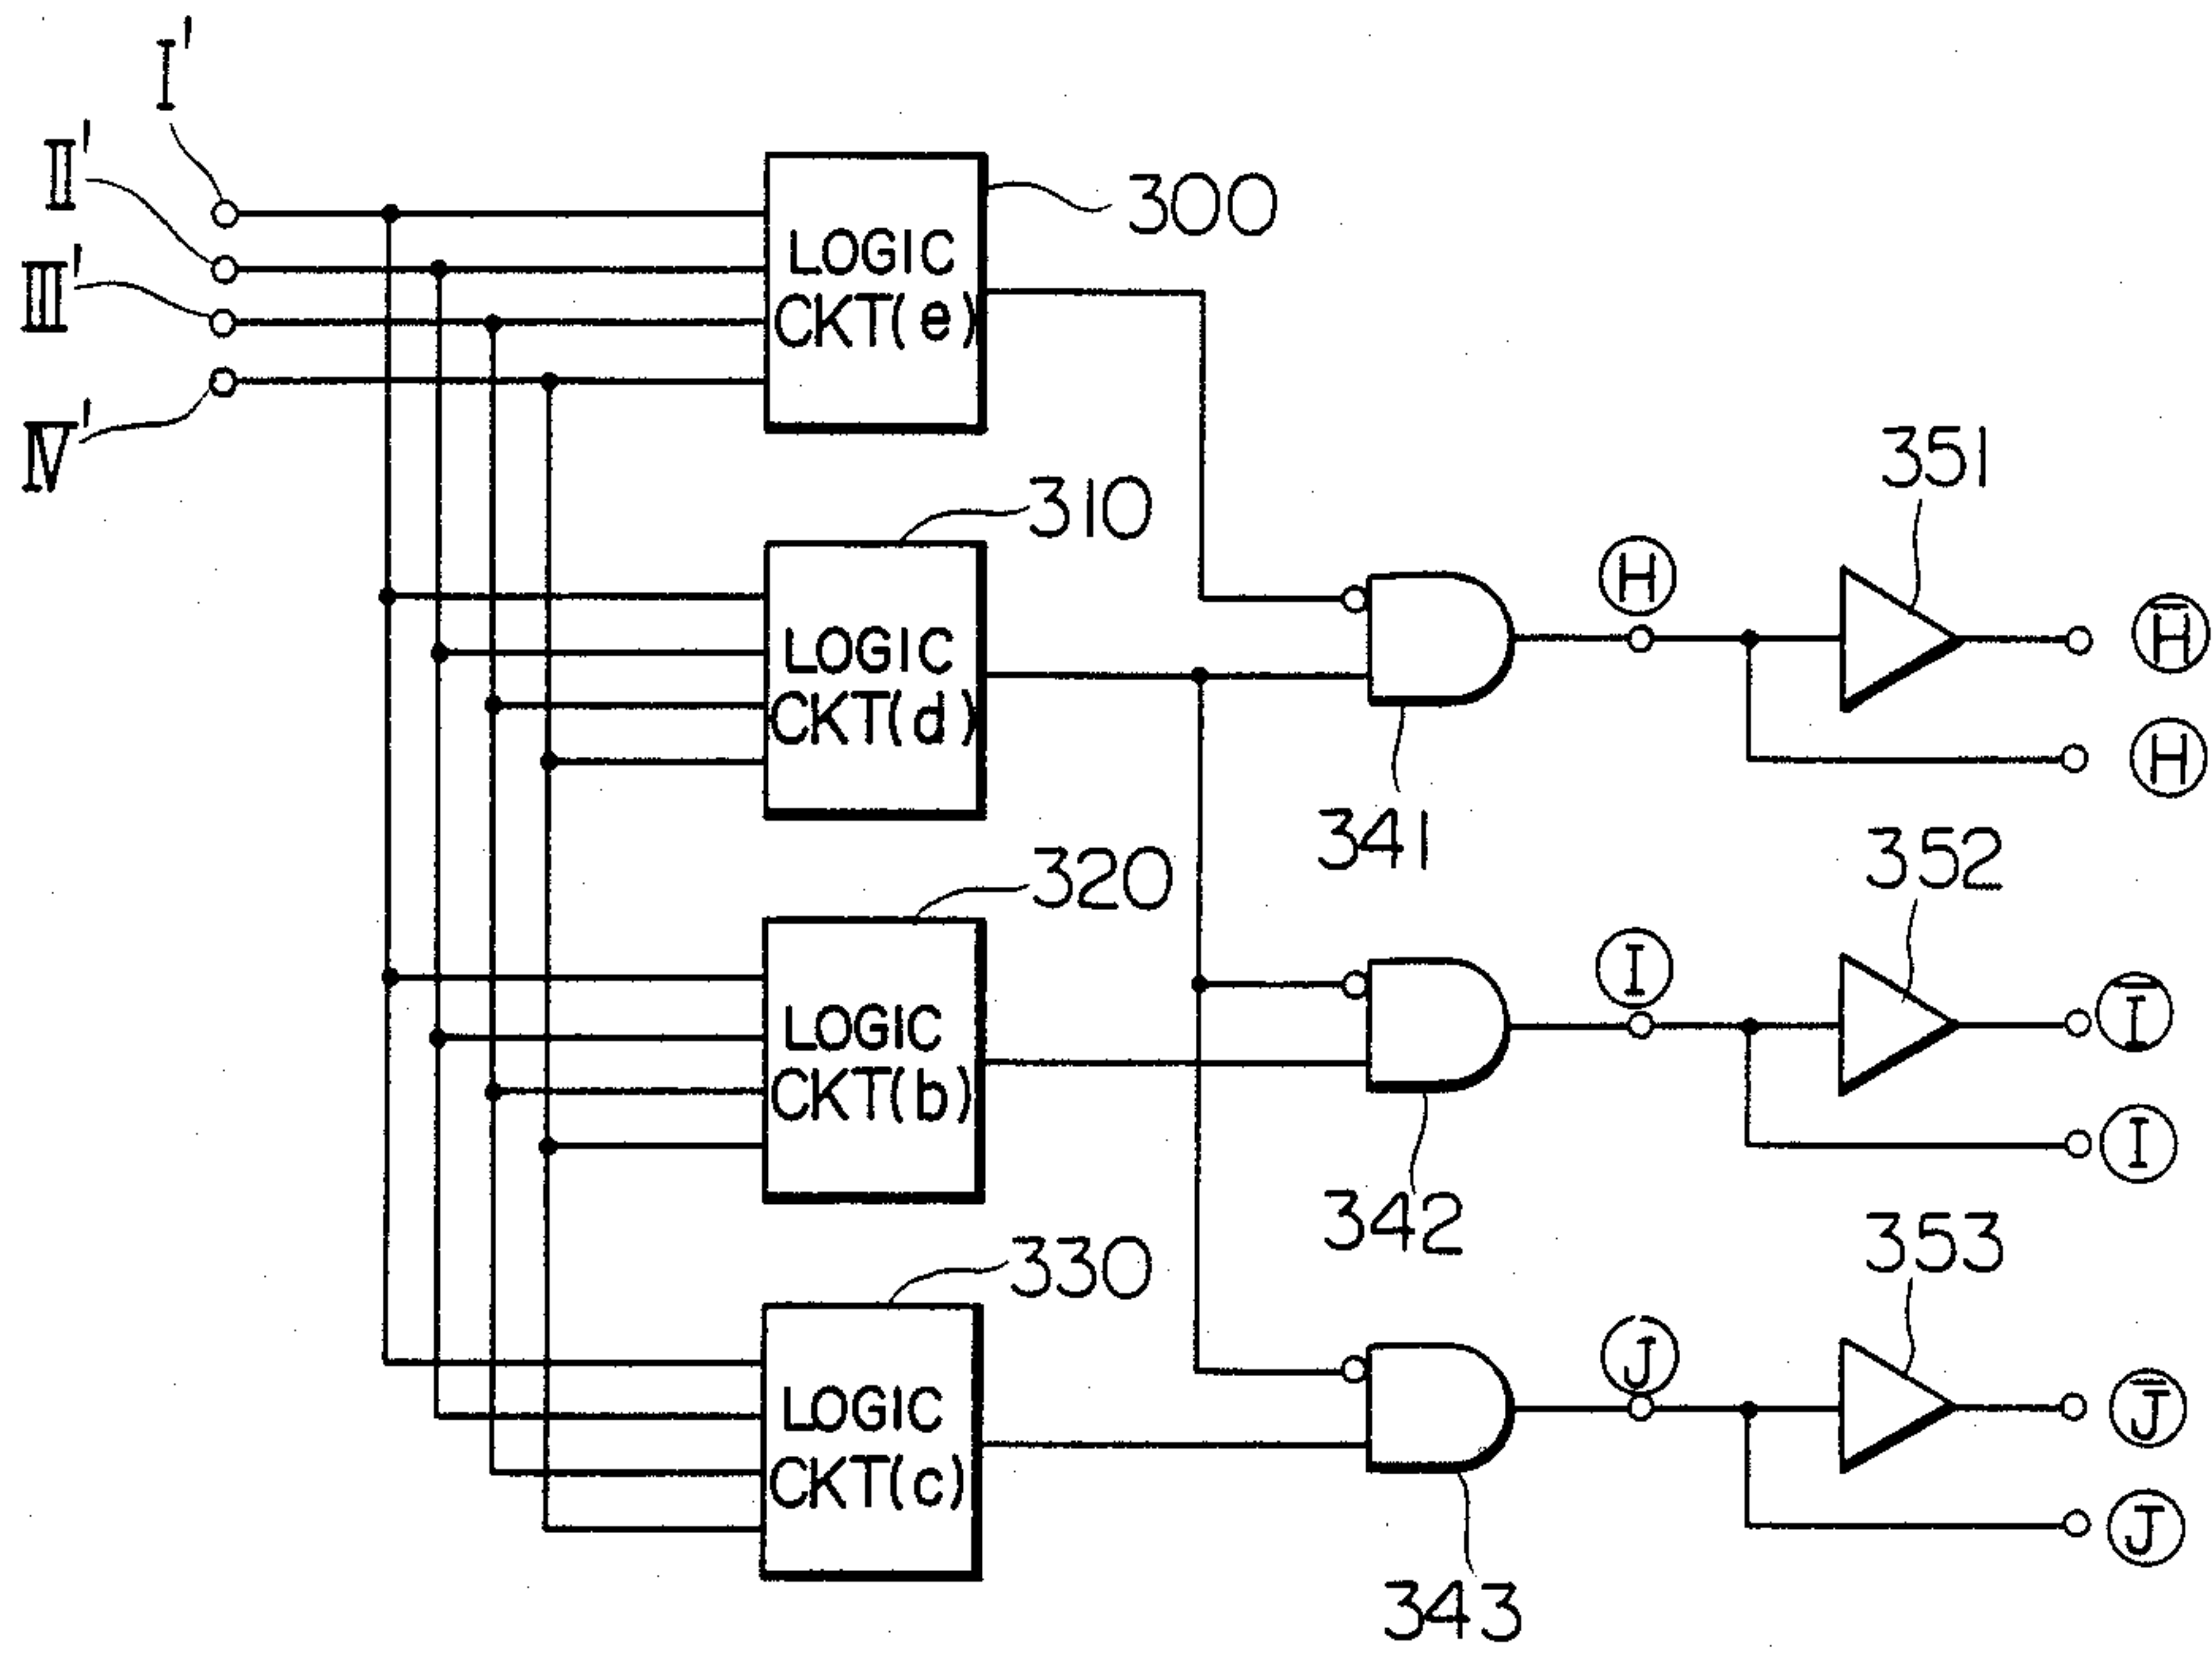 I'
II'
III'
IV'
LOGIC
CKT(e)
300
LOGIC
CKT(d)
310
LOGIC
CKT(b)
320
LOGIC
CKT(c)
330
341
342
343
H
I
J
351
352
353
H̅
H
I̅
I
J̅
J